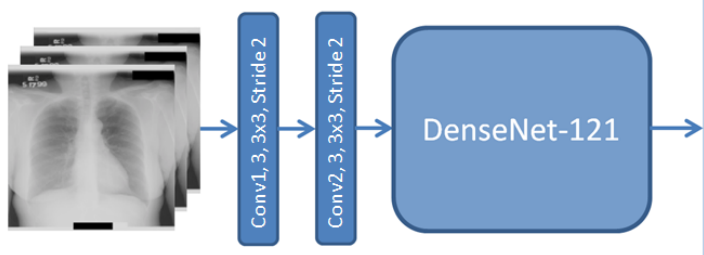 Conv1, 3, 3x3, Stride 2
Conv2, 3, 3x3, Stride 2
DenseNet-121